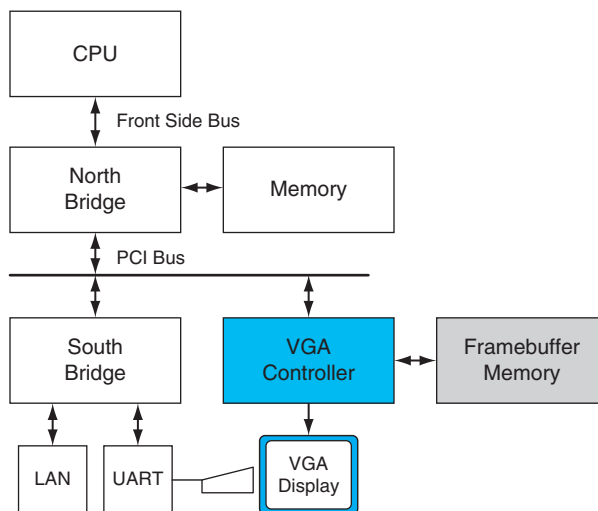 CPU
Front Side Bus
North
Bridge
Memory
PCI Bus
South
Bridge
VGA
Controller
Framebuffer
Memory
LAN
UART
VGA
Display